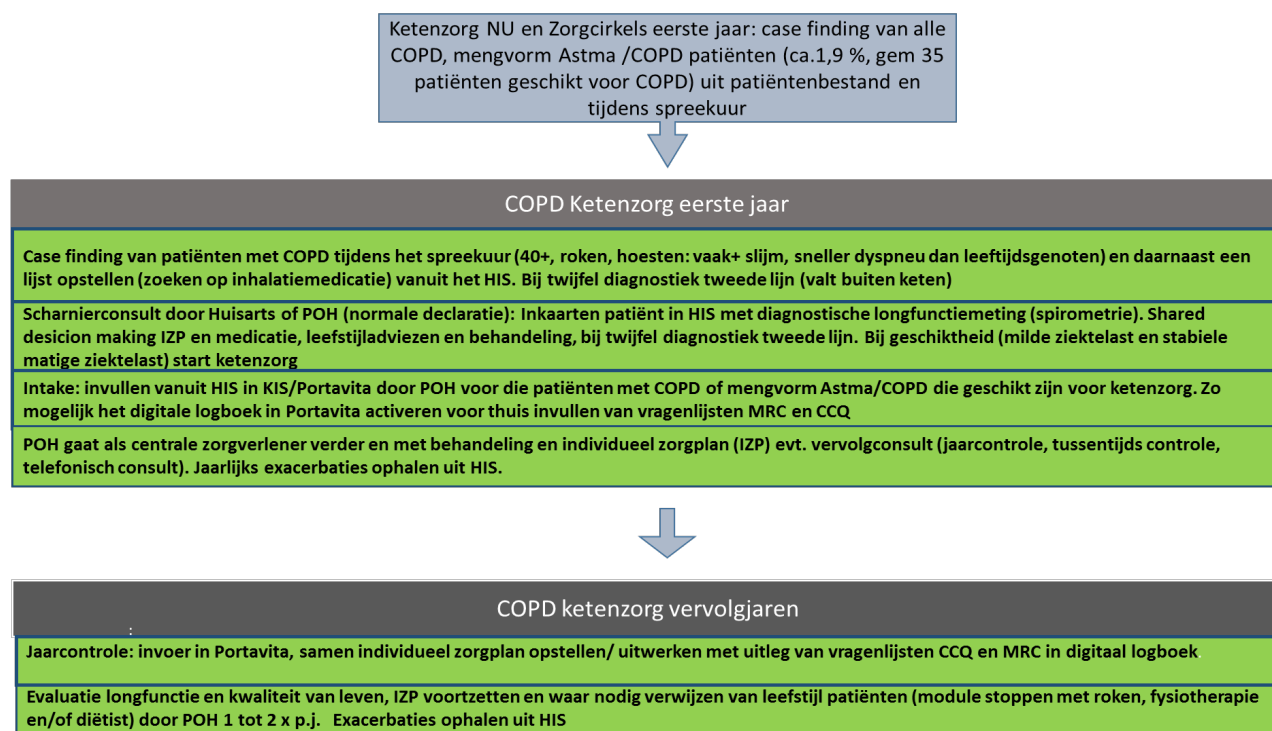 Ketenzorg NU en Zorgcirkels eerste jaar: case finding van alle
COPD, mengvorm Astma /COPD patiënten (ca.1,9 %, gem 35
patiënten geschikt voor COPD) uit patiëntenbestand en
tijdens spreekuur
COPD Ketenzorg eerste jaar
Case finding van patiënten met COPD tijdens het spreekuur (40+, roken, hoesten: vaak+ slijm, sneller dyspneu dan leeftijdsgenoten) en daarnaast een
lijst opstellen (zoeken op inhalatiemedicatie) vanuit het HIS. Bij twijfel diagnostiek tweede lijn (valt buiten keten)
Scharnierconsult door Huisarts of POH (normale declaratie): Inkaarten patiënt in HIS met diagnostische longfunctiemeting (spirometrie). Shared
desicion making IZP en medicatie, leefstijladviezen en behandeling, bij twijfel diagnostiek tweede lijn. Bij geschiktheid (milde ziektelast en stabiele
matige ziektelast) start ketenzorg
Intake: invullen vanuit HIS in KIS/Portavita door POH voor die patiënten met COPD of mengvorm Astma/COPD die geschikt zijn voor ketenzorg. Zo
mogelijk het digitale logboek in Portavita activeren voor thuis invullen van vragenlijsten MRC en CCQ
POH gaat als centrale zorgverlener verder en met behandeling en individueel zorgplan (IZP) evt. vervolgconsult (jaarcontrole, tussentijds controle,
telefonisch consult). Jaarlijks exacerbaties ophalen uit HIS.
COPD ketenzorg vervolgjaren
:
Jaarcontrole: invoer in Portavita, samen individueel zorgplan opstellen/ uitwerken met uitleg van vragenlijsten CCQ en MRC in digitaal logboek
Evaluatie longfunctie en kwaliteit van leven, IZP voortzetten en waar nodig verwijzen van leefstijl patiënten (module stoppen met roken, fysiotherapie
en/of diëtist) door POH 1 tot 2 x p.j. Exacerbaties ophalen uit HIS